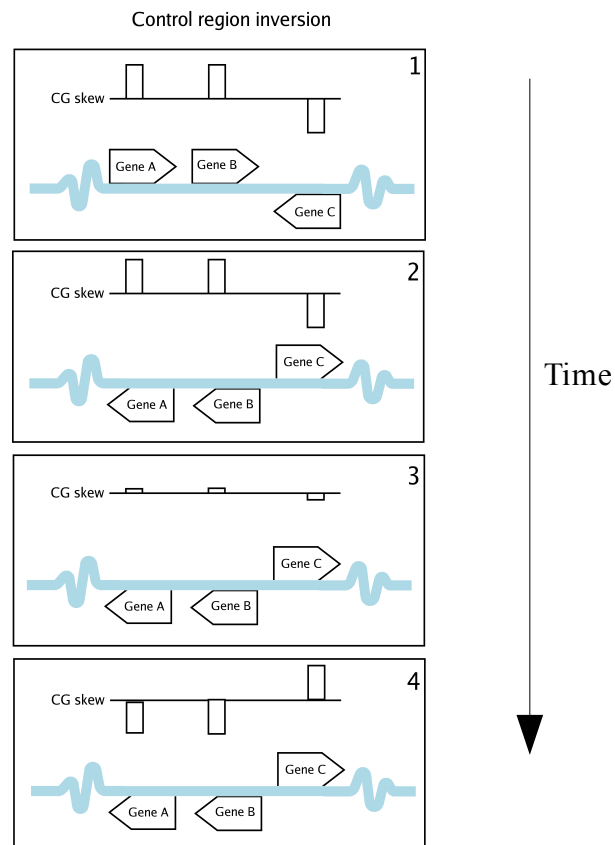 Control region inversion
1
CG skew
Gene A
Gene B
Gene C
2
CG skew
Gene C
Gene A
Gene B
Time
3
CG skew
Gene C
Gene A
Gene B
4
CG skew
Gene C
Gene A
Gene B